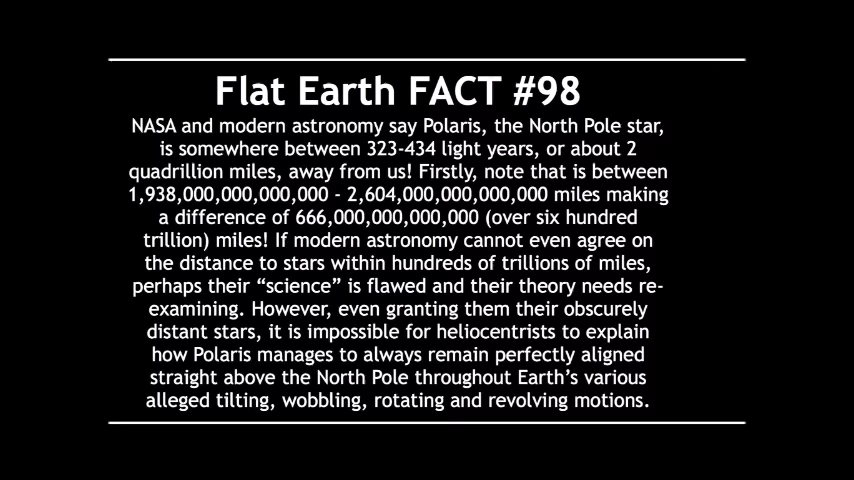 Flat Earth FACT #98
NASA and modern astronomy say Polaris, the North Pole star,
is somewhere between 323-434 light years, or about 2
quadrillion miles, away from us! Firstly, note that is between
1,938,000,000,000,000 - 2,604,000,000,000,000 miles making
a difference of 666,000,000,000,000 (over six hundred
trillion) miles! If modern astronomy cannot even agree on
the distance to stars within hundreds of trillions of miles,
perhaps their “science” is flawed and their theory needs re-
examining. However, even granting them their obscurely
distant stars, it is impossible for heliocentrists to explain
how Polaris manages to always remain perfectly aligned
straight above the North Pole throughout Earth’s various
alleged tilting, wobbling, rotating and revolving motions.